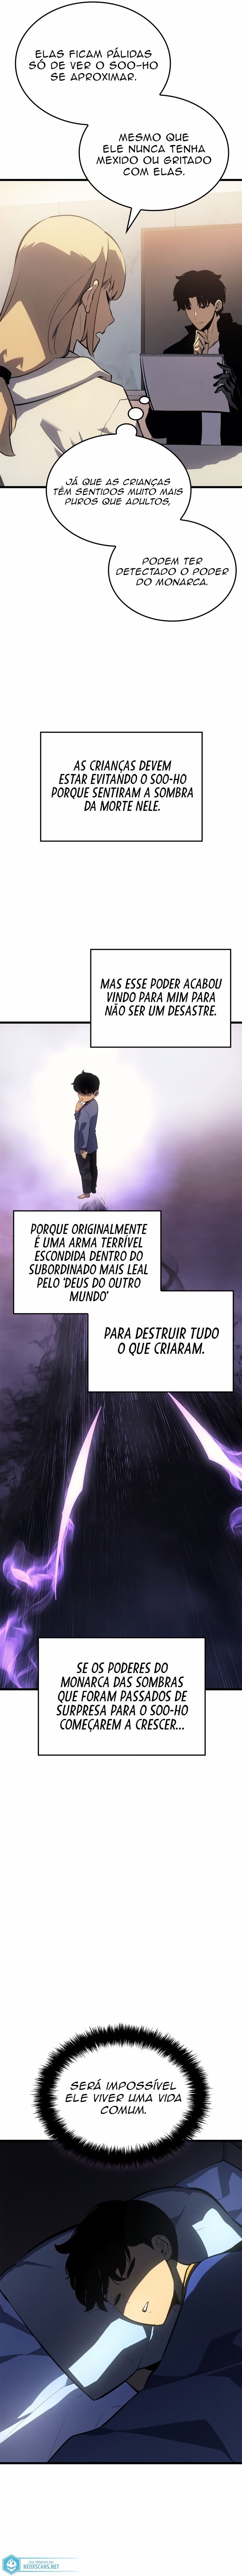 ELAS FICAM PÁLIDAS
SÓ DE VER O SOO-HO
SE APROXIMAR.
MESMO QUE
ELE NUNCA TENHA
MEXIDO OU GRITADO
COM ELAS.
JÁ QUE AS CRIANÇAS
TÊM SENTIDOS MUITO MAIS
PUROS QUE ADULTOS,
PODEM TER
DETECTADO O PODER
DO MONARCA.
AS CRIANÇAS DEVEM
ESTAR EVITANDO O SOO-HO
PORQUE SENTIRAM A SOMBRA
DA MORTE NELE.
MAS ESSE PODER ACABOU
VINDO PARA MIM PARA
NÃO SER UM DESASTRE.
PORQUE ORIGINALMENTE
É UMA ARMA TERRÍVEL
ESCONDIDA DENTRO DO
SUBORDINADO MAIS LEAL
PELO 'DEUS DO OUTRO
MUNDO'
PARA DESTRUIR TUDO
O QUE CRIARAM.
SE OS PODERES DO
MONARCA DAS SOMBRAS
QUE FORAM PASSADOS DE
SURPRESA PARA O SOO-HO
COMEÇAREM A CRESCER...
SERÁ IMPOSSÍVEL
ELE VIVER UMA VIDA
COMUM.
NEOXSCANS.NET